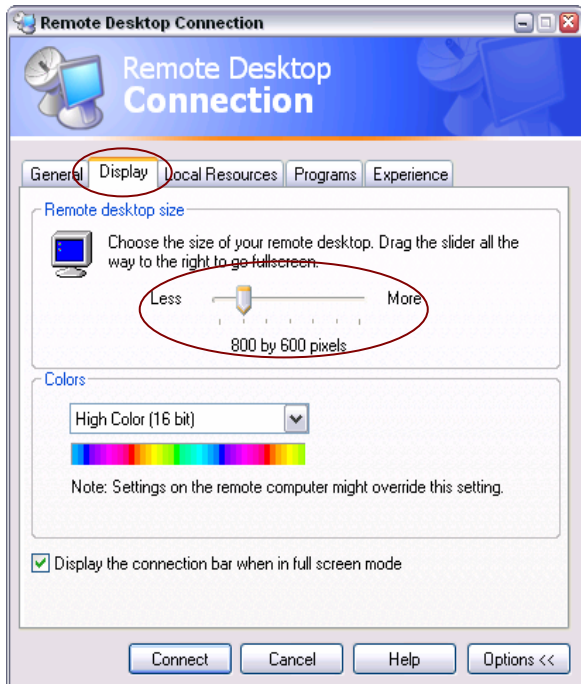 Remote Desktop Connection
Remote Desktop
Connection
General Display Local Resources Programs Experience
Remote desktop size
Choose the size of your remote desktop. Drag the slider all the
way to the right to go fullscreen.
Less More
800 by 600 pixels
Colors
High Color (16 bit)
Note: Settings on the remote computer might override this setting.
Display the connection bar when in full screen mode
Connect Cancel Help Options <<